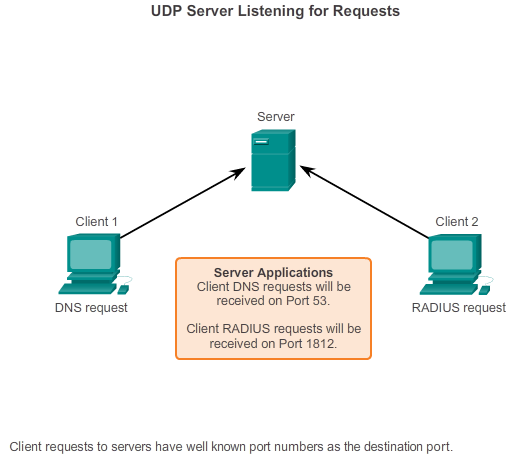 UDP Server Listening for Requests
Server
Client 1
Client 2
DNS request
RADIUS request
Server Applications
Client DNS requests will be
received on Port 53.
Client RADIUS requests will be
received on Port 1812.
Client requests to servers have well known port numbers as the destination port.